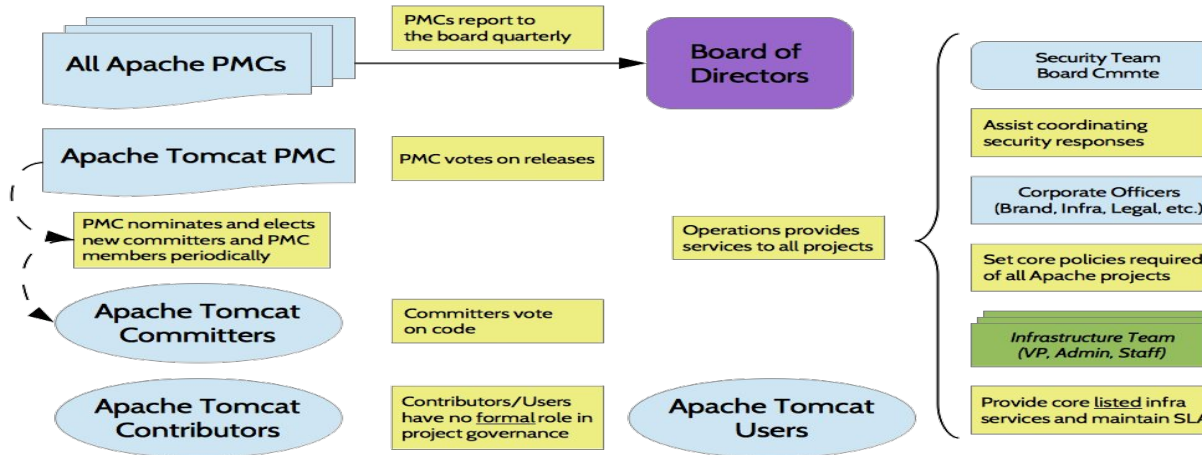 All Apache PMCs
PMCs report to
the board quarterly
Board of
Directors
Apache Tomcat PMC
PMC votes on releases
PMC nominates and elects
new committers and PMC
members periodically
Apache Tomcat
Committers
Committers vote
on code
Apache Tomcat
Contributors
Contributors/Users
have no formal role in
project governance
Apache Tomcat
Users
Operations provides
services to all projects
Security Team
Board Cmmte
Assist coordinating
security responses
Corporate Officers
(Brand, Infra, Legal, etc.)
Set core policies required
of all Apache projects
Infrastructure Team
(VP, Admin, Staff)
Provide core listed infra
services and maintain SLA